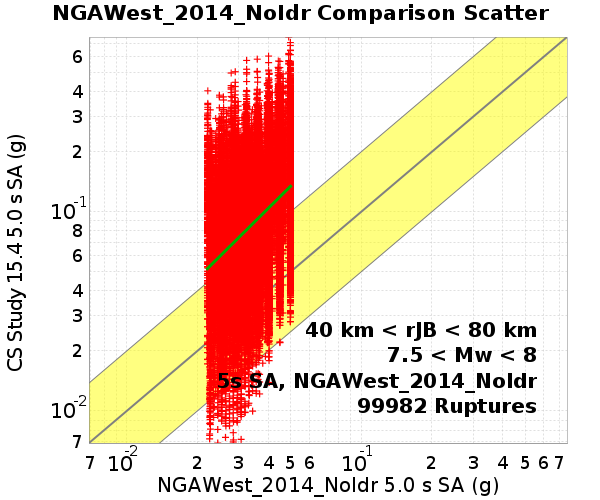 NGAWest_2014_NoIdr Comparison Scatter
CS Study 15.4 5.0 s SA (g)
6
4
3
2
10-1
8
6
4
3
2
10-2
7
40 km < rJB < 80 km
7.5 < Mw < 8
5s SA, NGAWest_2014_NoIdr
99982 Ruptures
7 10-2 2 3 4 5 6 10-1 2 3 4 5 6 7
NGAWest_2014_NoIdr 5.0 s SA (g)